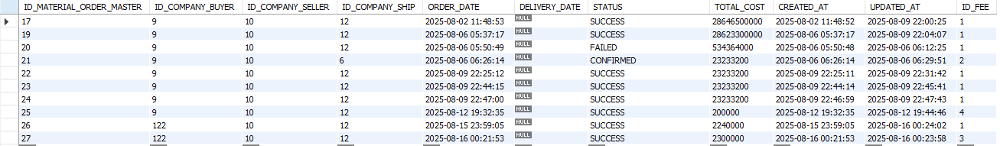 ID_MATERIAL_ORDER_MASTER ID_COMPANY_BUYER ID_COMPANY_SELLER ID_COMPANY_SHIP ORDER_DATE DELIVERY_DATE STATUS TOTAL_COST CREATED_AT UPDATED_AT ID_FEE
17 9 10 12 2025-08-02 11:48:53 NULL SUCCESS 28646500000 2025-08-02 11:48:52 2025-08-09 22:00:25 1
19 9 10 12 2025-08-06 05:37:17 NULL SUCCESS 28623300000 2025-08-06 05:37:17 2025-08-09 22:04:07 1
20 9 10 12 2025-08-06 05:50:49 NULL FAILED 534364000 2025-08-06 05:50:48 2025-08-06 06:12:25 1
21 9 10 6 2025-08-06 06:26:14 NULL CONFIRMED 23233200 2025-08-06 06:26:14 2025-08-06 06:29:51 2
22 9 10 12 2025-08-09 22:25:12 NULL SUCCESS 23233200 2025-08-09 22:25:11 2025-08-09 22:31:42 1
23 9 10 12 2025-08-09 22:44:15 NULL SUCCESS 23233200 2025-08-09 22:44:14 2025-08-09 22:45:41 1
24 9 10 12 2025-08-09 22:47:00 NULL SUCCESS 23233200 2025-08-09 22:46:59 2025-08-09 22:47:43 1
25 9 10 12 2025-08-12 19:32:35 NULL SUCCESS 200000 2025-08-12 19:32:35 2025-08-12 19:44:46 4
26 122 10 12 2025-08-15 23:59:05 NULL SUCCESS 2240000 2025-08-15 23:59:05 2025-08-16 00:24:02 1
27 122 10 12 2025-08-16 00:21:53 NULL SUCCESS 2300000 2025-08-16 00:21:53 2025-08-16 00:23:58 3